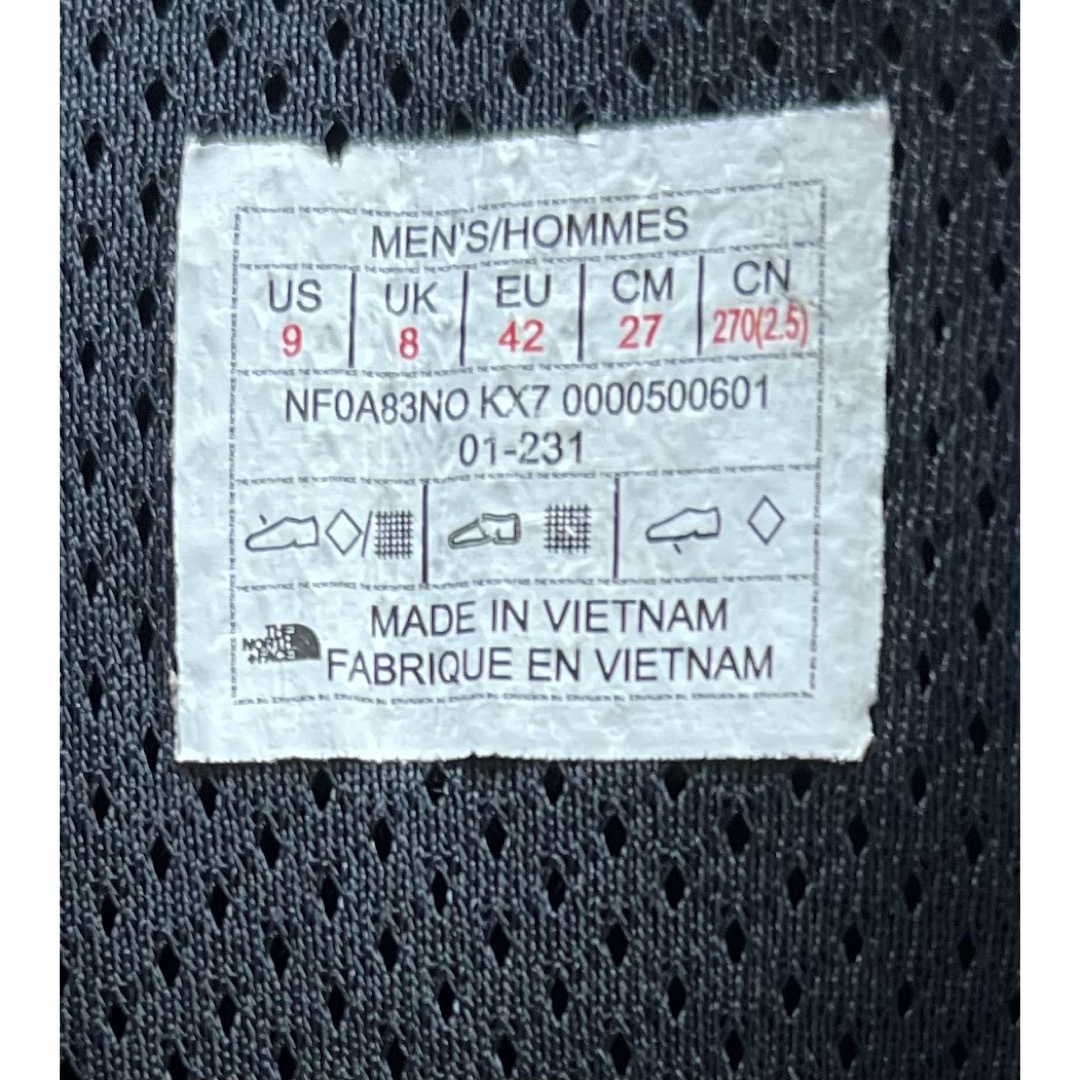 MEN'S/HOMMES
US UK EU CM CN
9 8 42 27 270(2.5)
NF0A83NO KX7 0000500601
01-231
MADE IN VIETNAM
FABRIQUE EN VIETNAM
THE
NORTH
FACE